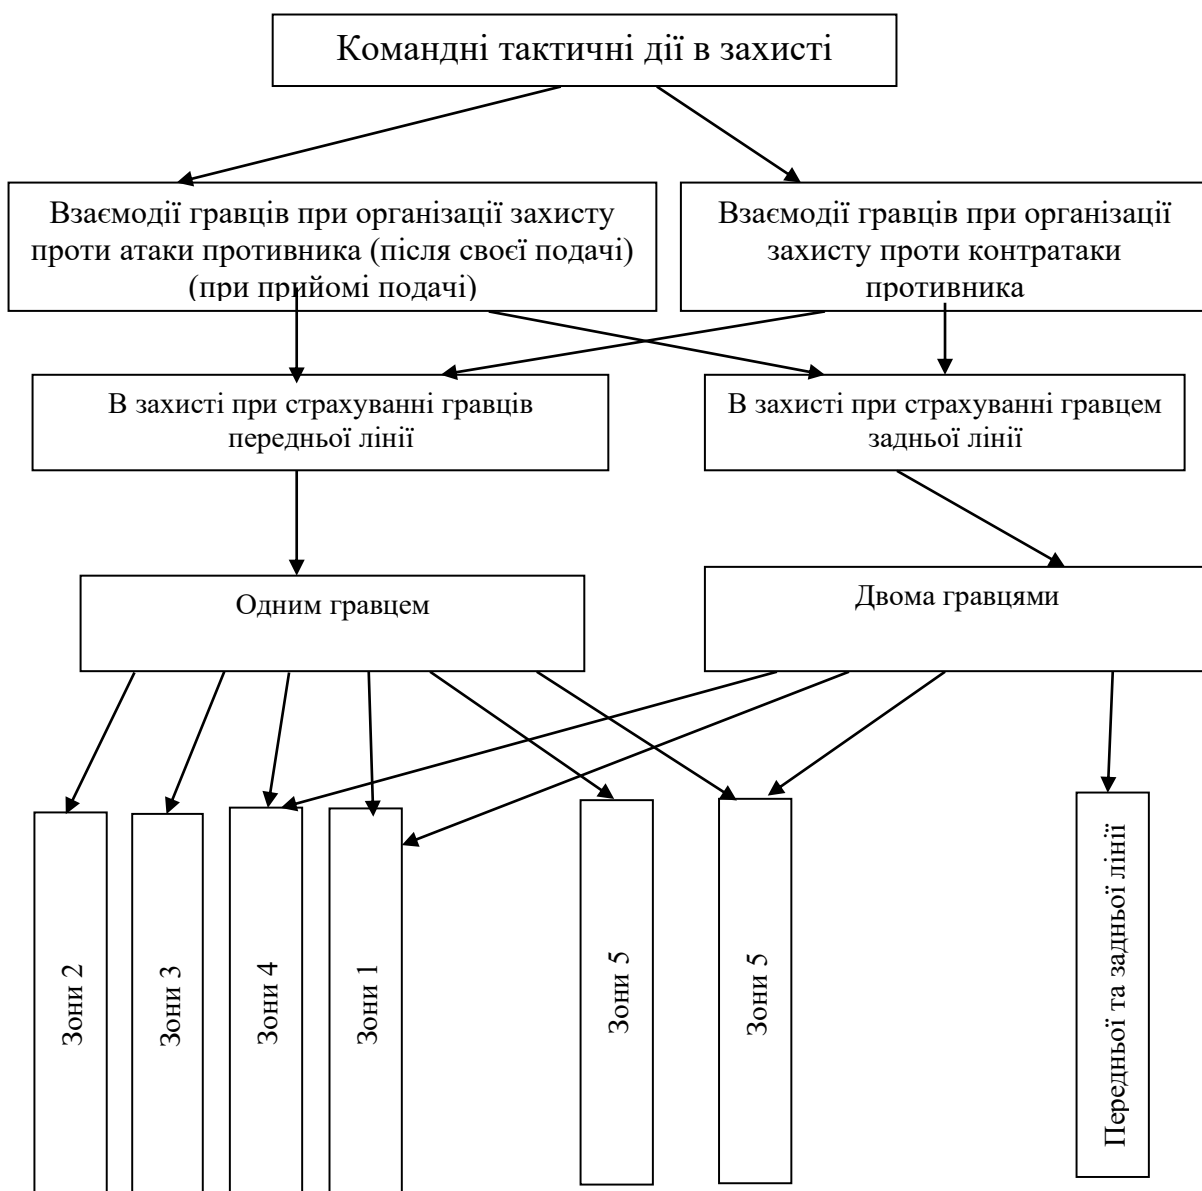 Командні тактичні дії в захисті
Взаємодії гравців при організації захисту
проти атаки противника (після своєї подачі)
(при прийомі подачі)
Взаємодії гравців при організації
захисту проти контратаки
противника
В захисті при страхуванні гравців
передньої лінії
В захисті при страхуванні гравцем
задньої лінії
Одним гравцем
Двома гравцями
Зони 2
Зони 3
Зони 4
Зони 1
Зони 5
Зони 5
Передньої та задньої лінії